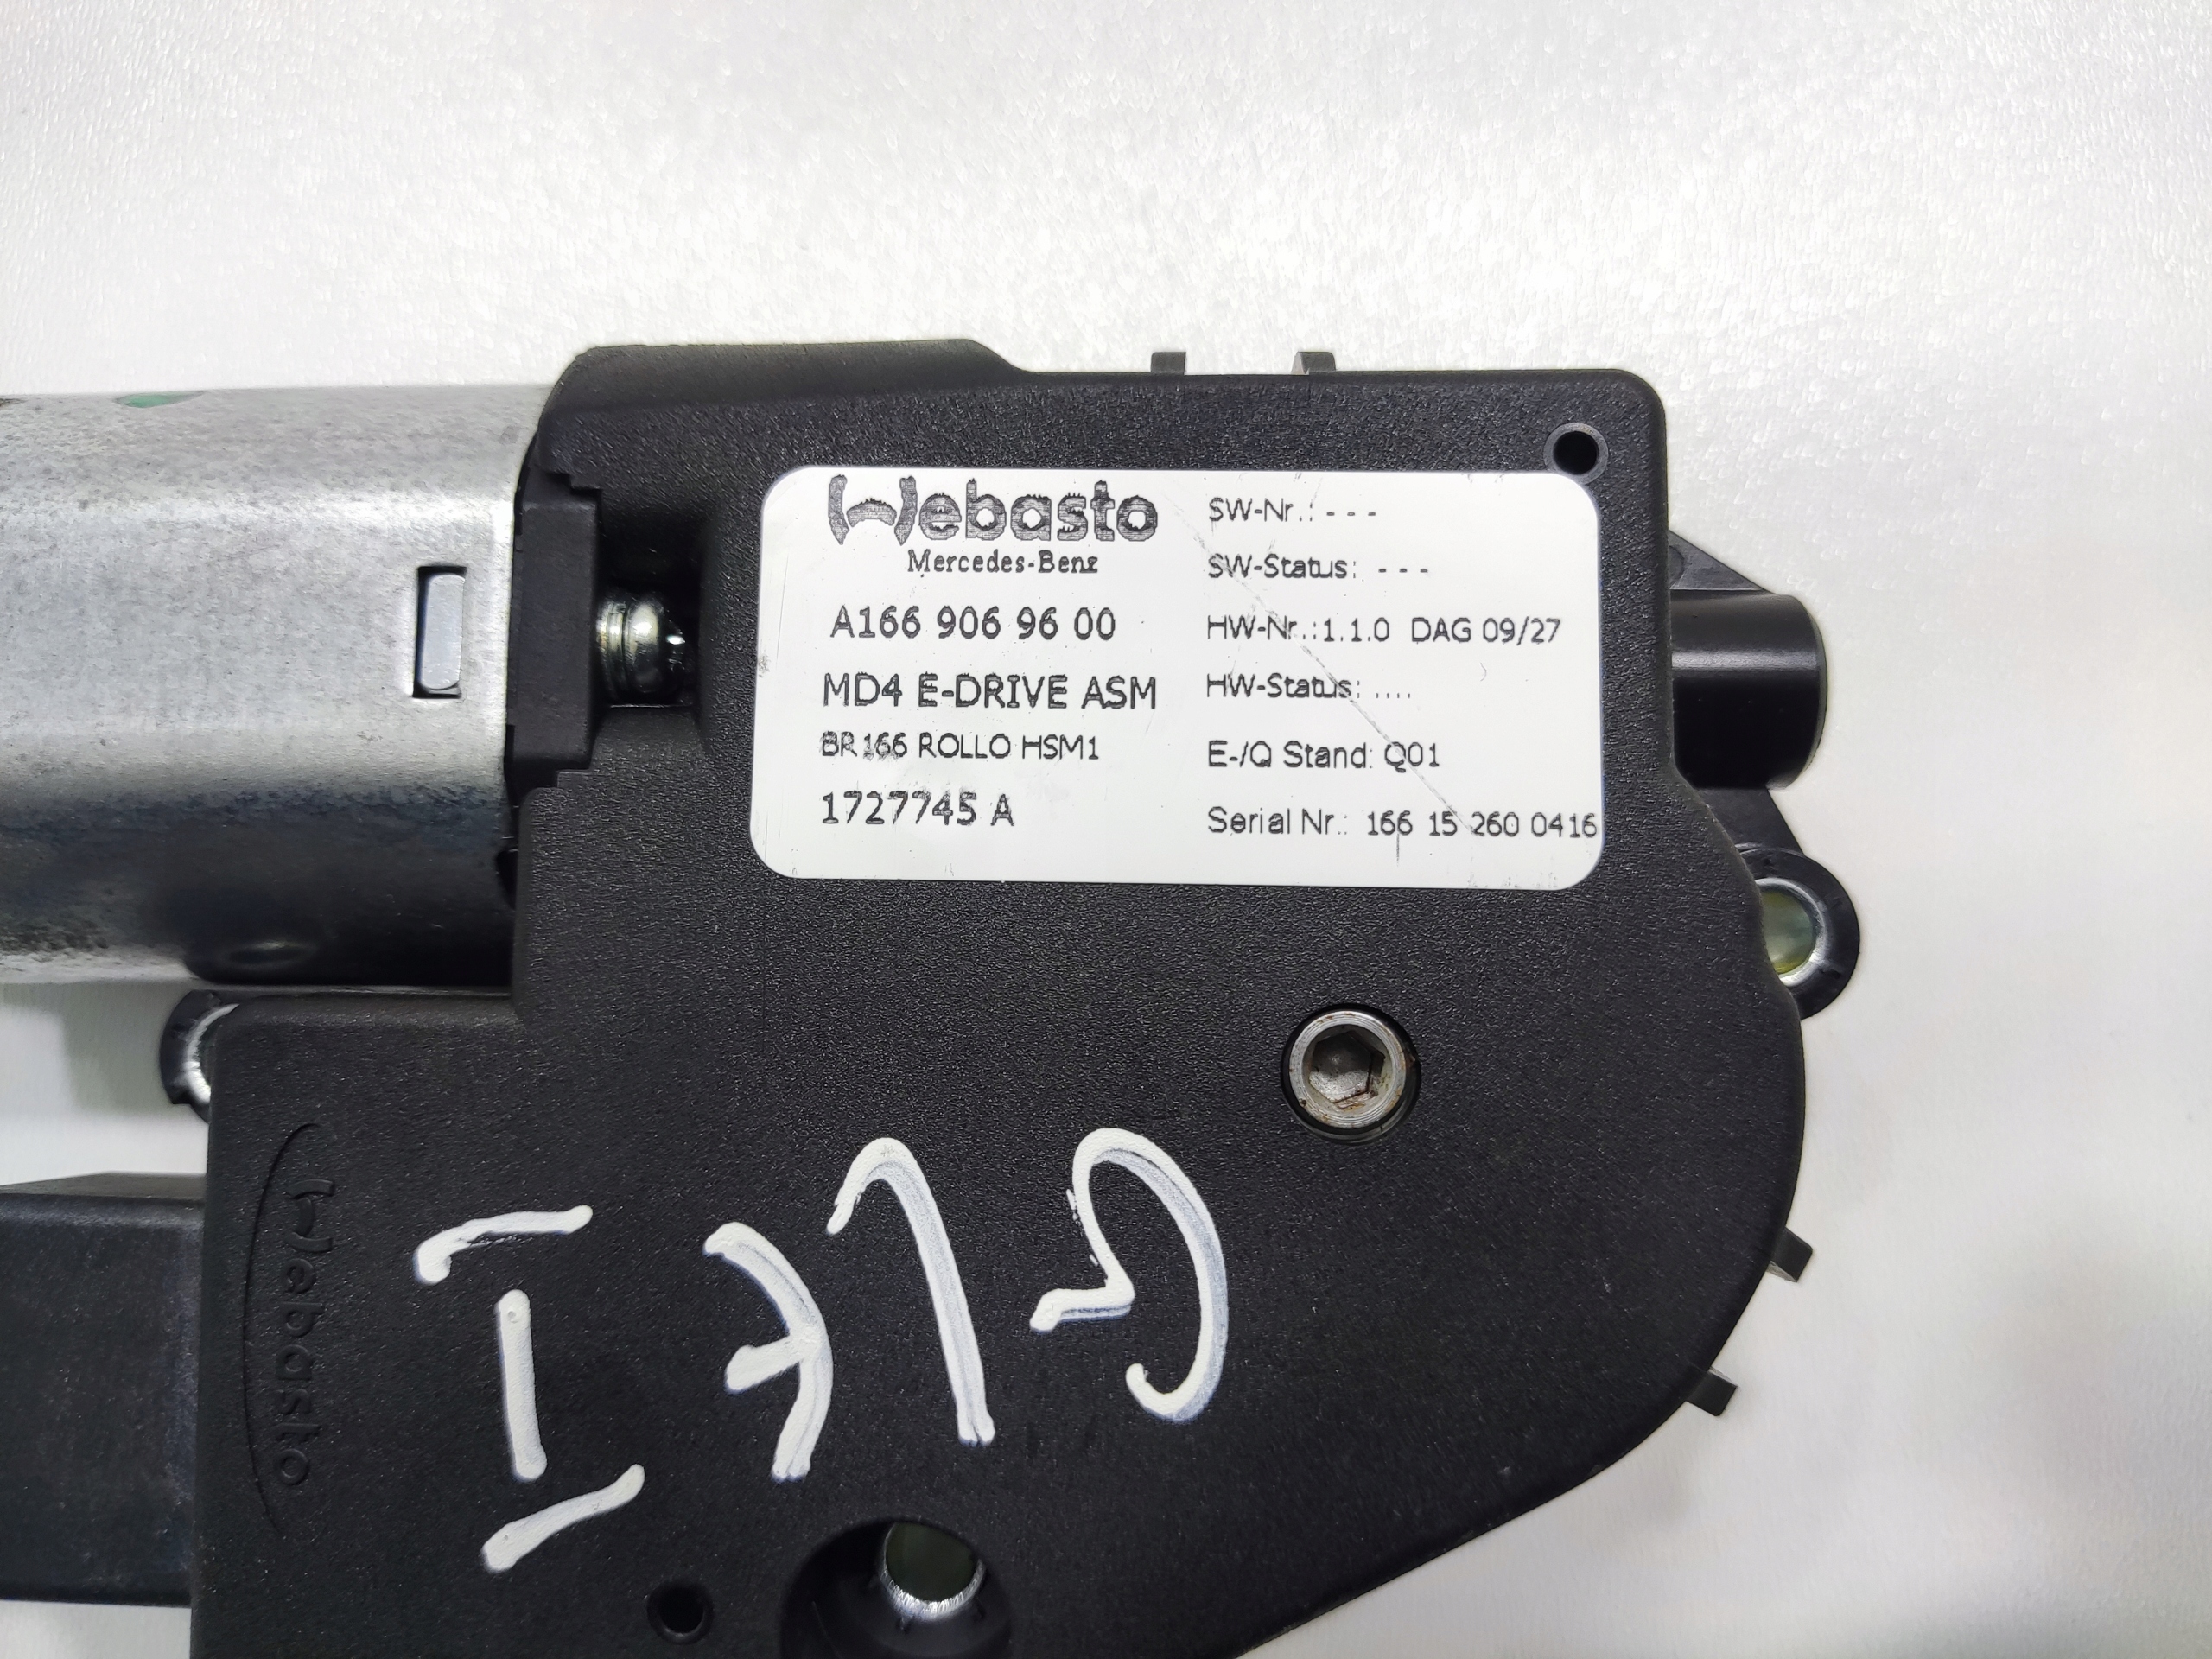 Webasto
Mercedes-Benz
A166 906 96 00
MD4 E-DRIVE ASM
BR166 ROLLO HSM1
1727745 A
SW-Nr.: - - -
SW-Status: - - -
HW-Nr.:1.1.0 DAG 09/27
HW-Status: ....
E-/Q Stand: Q01
Serial Nr.: 166 15 260 0416
Webasto